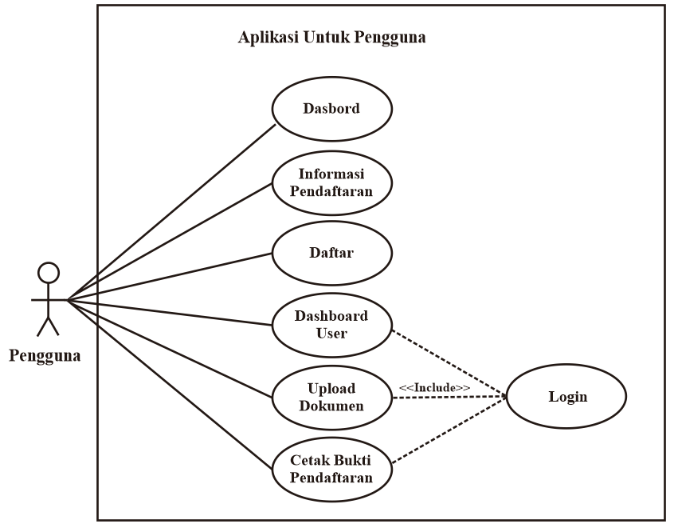 Aplikasi Untuk Pengguna
Dasbord
Informasi
Pendaftaran
Daftar
Dashboard
User
Pengguna
Upload
Dokumen
<<Include>>
Login
Cetak Bukti
Pendaftaran